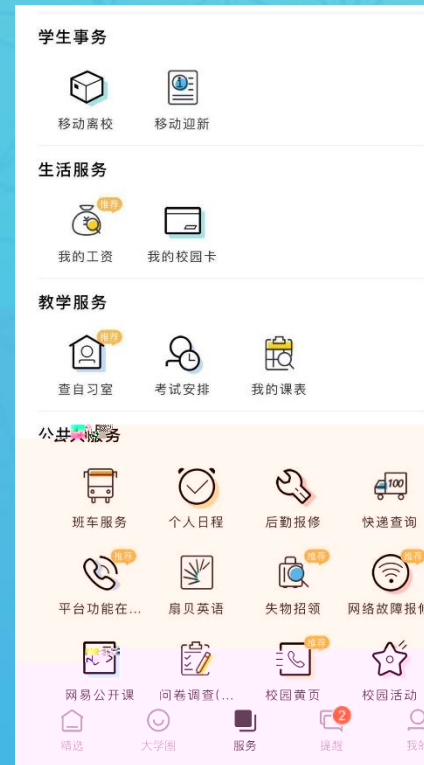 学生事务
移动离校 移动迎新
生活服务
推荐
我的工资 我的校园卡
教学服务
推荐
查自习室 考试安排 我的课表
公共服务
100
班车服务 个人日程 后勤报修 快递查询
推荐 推荐 推荐
平台功能在... 扇贝英语 失物招领 网络故障报修
推荐
网易公开课 问卷调查(... 校园黄页 校园活动
2
精选 大学圈 服务 提醒 我的